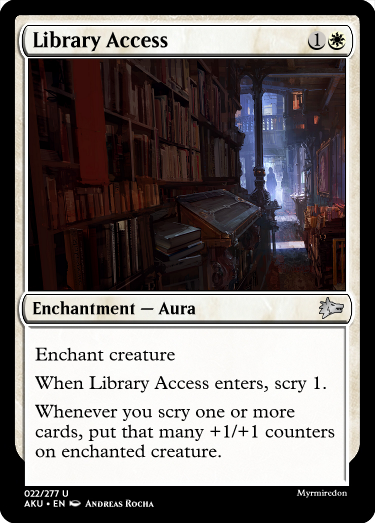 Library Access 1
Enchantment — Aura
Enchant creature
When Library Access enters, scry 1.
Whenever you scry one or more
cards, put that many +1/+1 counters
on enchanted creature.
022/277 U
Myrmiredon
AKU • EN Andreas Rocha